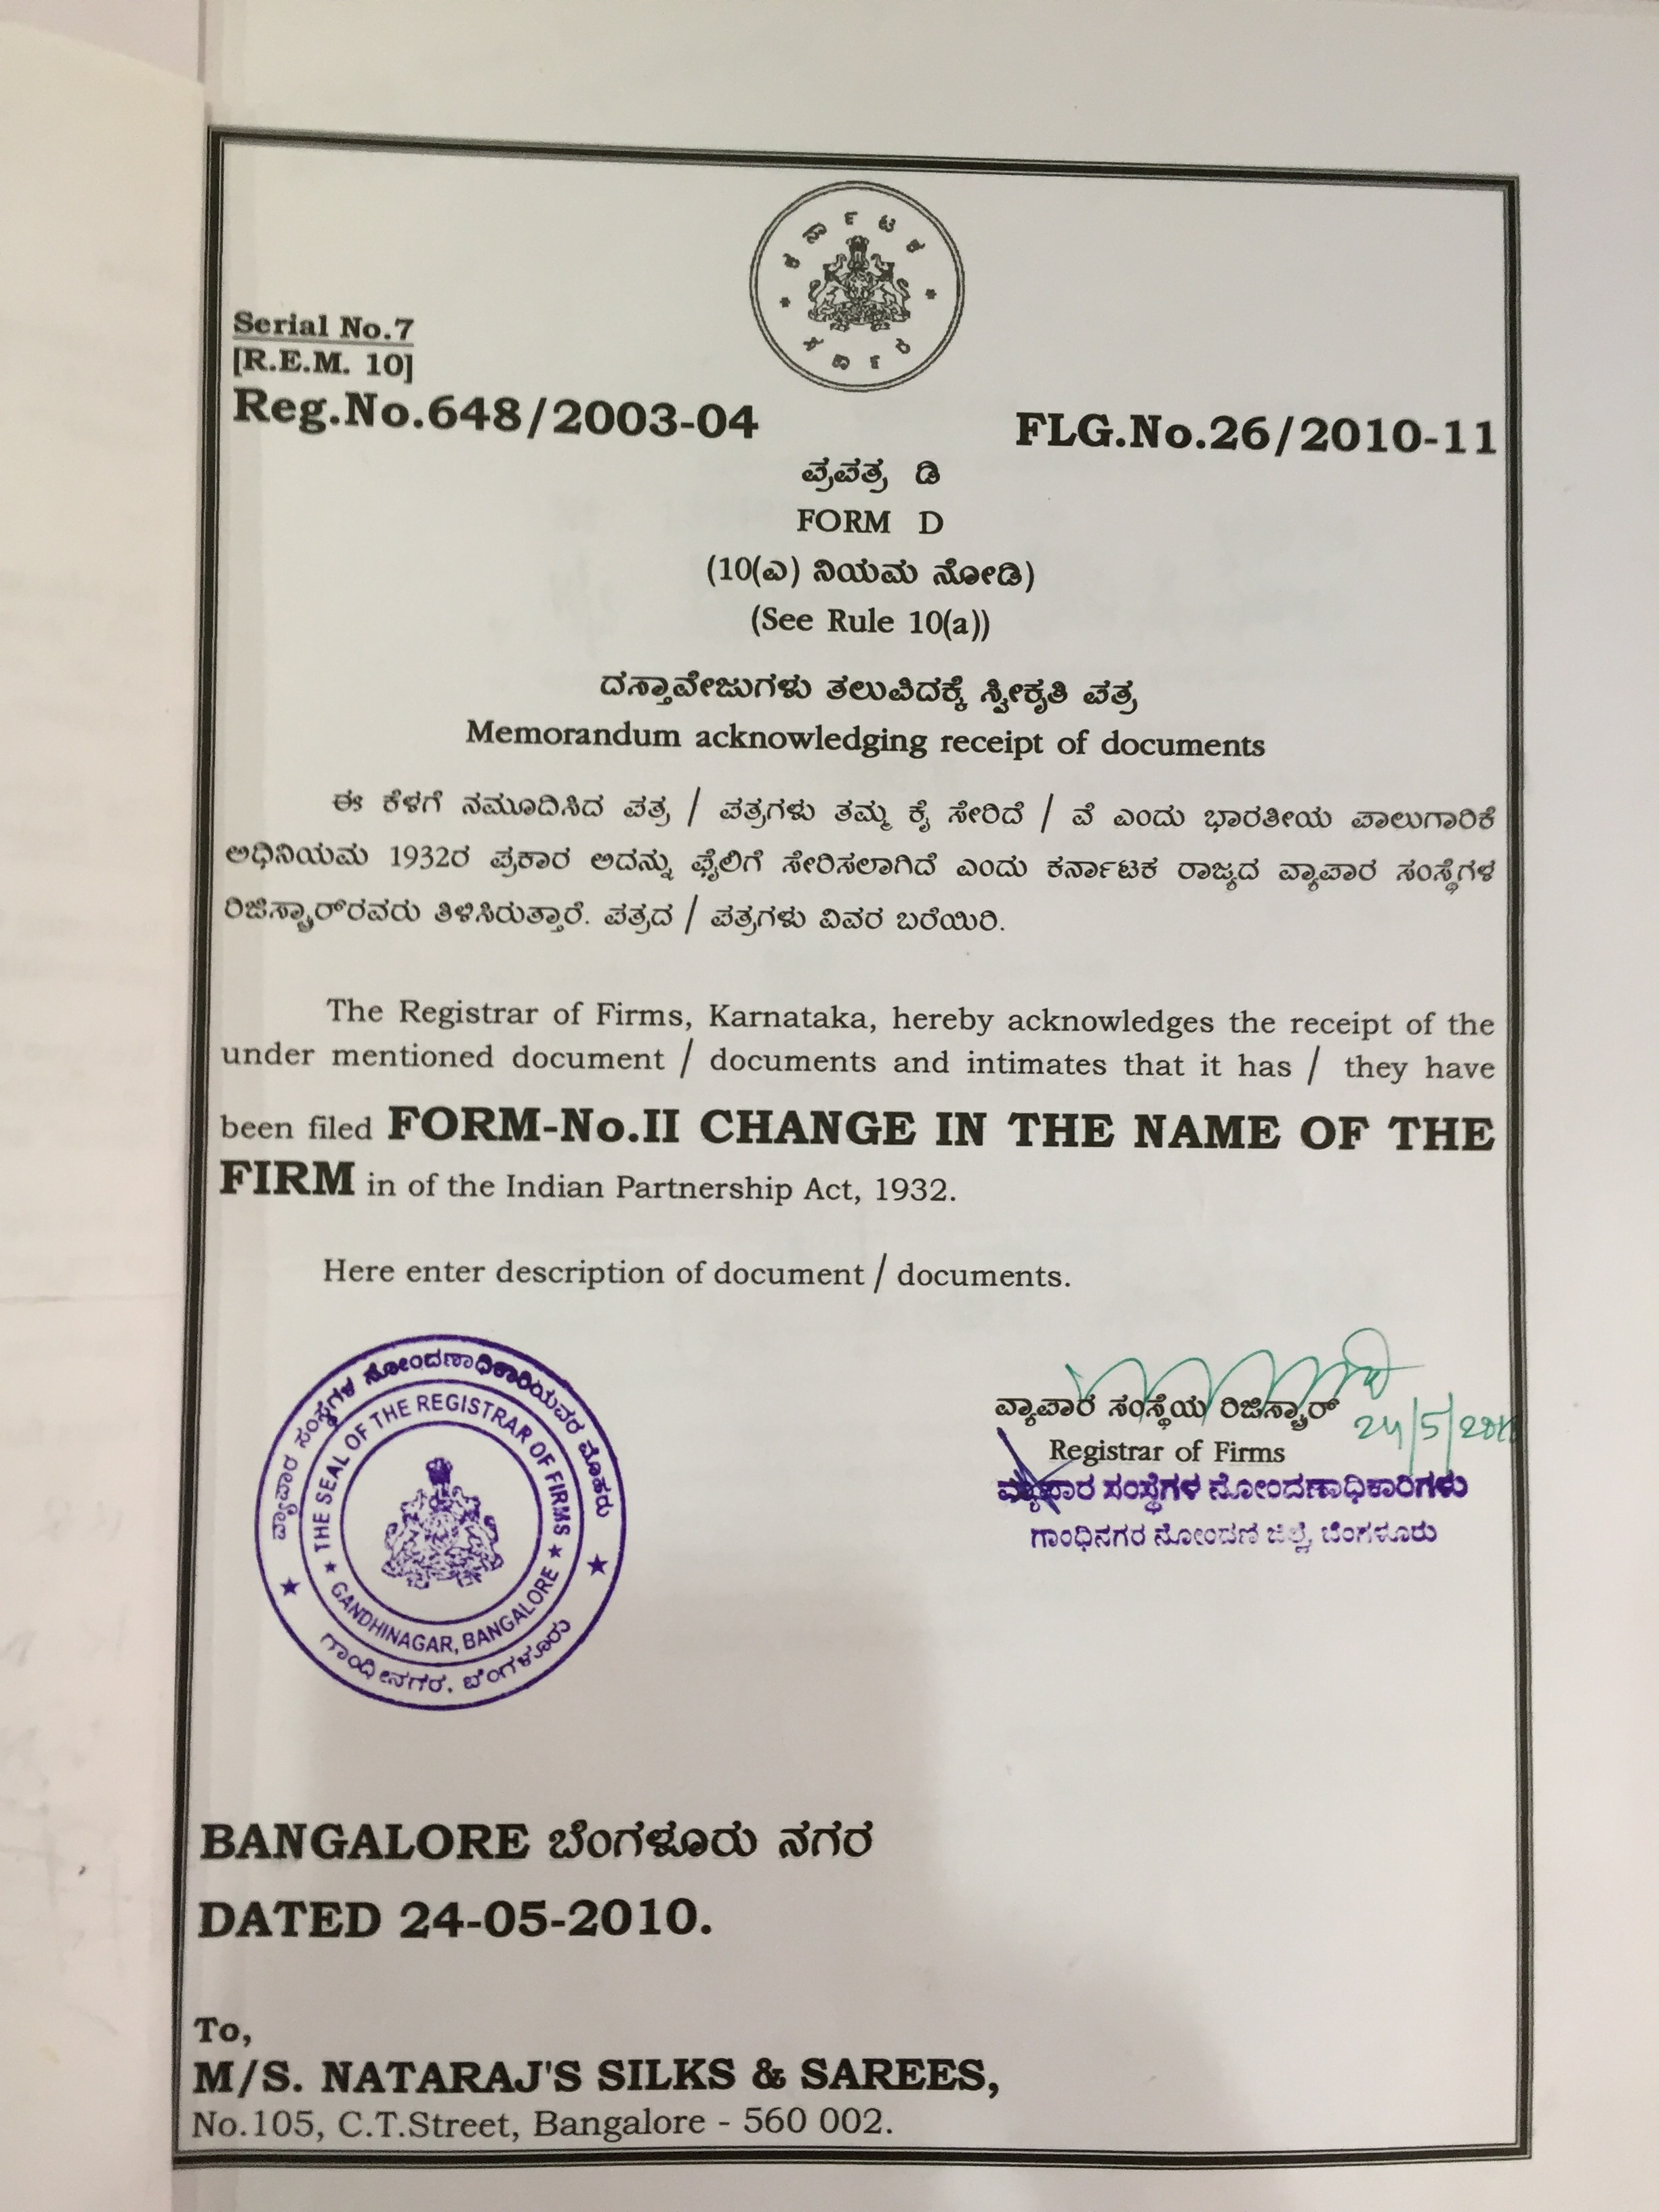 ಕರ್ನಾಟಕ
ಸರ್ಕಾರ
Serial No.7
[R.E.M. 10]
Reg.No.648/2003-04
FLG.No.26/2010-11
ಪ್ರಪತ್ರ ಡಿ
FORM D
(10(ಎ) ನಿಯಮ ನೋಡಿ)
(See Rule 10(a))
ದಸ್ತಾವೇಜುಗಳು ತಲುಪಿದಕ್ಕೆ ಸ್ವೀಕೃತಿ ಪತ್ರ
Memorandum acknowledging receipt of documents
ಈ ಕೆಳಗೆ ನಮೂದಿಸಿದ ಪತ್ರ / ಪತ್ರಗಳು ತಮ್ಮ ಕೈ ಸೇರಿದೆ / ವೆ ಎಂದು ಭಾರತೀಯ ಪಾಲುಗಾರಿಕೆ
ಅಧಿನಿಯಮ 1932ರ ಪ್ರಕಾರ ಅದನ್ನು ಫೈಲಿಗೆ ಸೇರಿಸಲಾಗಿದೆ ಎಂದು ಕರ್ನಾಟಕ ರಾಜ್ಯದ ವ್ಯಾಪಾರ ಸಂಸ್ಥೆಗಳ
ರಿಜಿಸ್ಟ್ರಾರ್‌ರವರು ತಿಳಿಸಿರುತ್ತಾರೆ. ಪತ್ರದ / ಪತ್ರಗಳು ವಿವರ ಬರೆಯಿರಿ.
The Registrar of Firms, Karnataka, hereby acknowledges the receipt of the
under mentioned document / documents and intimates that it has / they have
been filed FORM-No.II CHANGE IN THE NAME OF THE
FIRM in of the Indian Partnership Act, 1932.
Here enter description of document / documents.
ವ್ಯಾಪಾರ ಸಂಸ್ಥೆಗಳ ನೋಂದಣಾಧಿಕಾರಿಯವರ ಮೊಹರು
THE SEAL OF THE REGISTRAR OF FIRMS
GANDHINAGAR, BANGALORE
ಗಾಂಧೀನಗರ, ಬೆಂಗಳೂರು
ವ್ಯಾಪಾರ ಸಂಸ್ಥೆಯ ರಿಜಿಸ್ಟ್ರಾರ್
24/5/2010
Registrar of Firms
ವ್ಯಾಪಾರ ಸಂಸ್ಥೆಗಳ ನೋಂದಣಾಧಿಕಾರಿಗಳು
ಗಾಂಧಿನಗರ ನೋಂದಣಿ ಜಿಲ್ಲೆ, ಬೆಂಗಳೂರು
BANGALORE ಬೆಂಗಳೂರು ನಗರ
DATED 24-05-2010.
To,
M/S. NATARAJ'S SILKS & SAREES,
No.105, C.T.Street, Bangalore - 560 002.